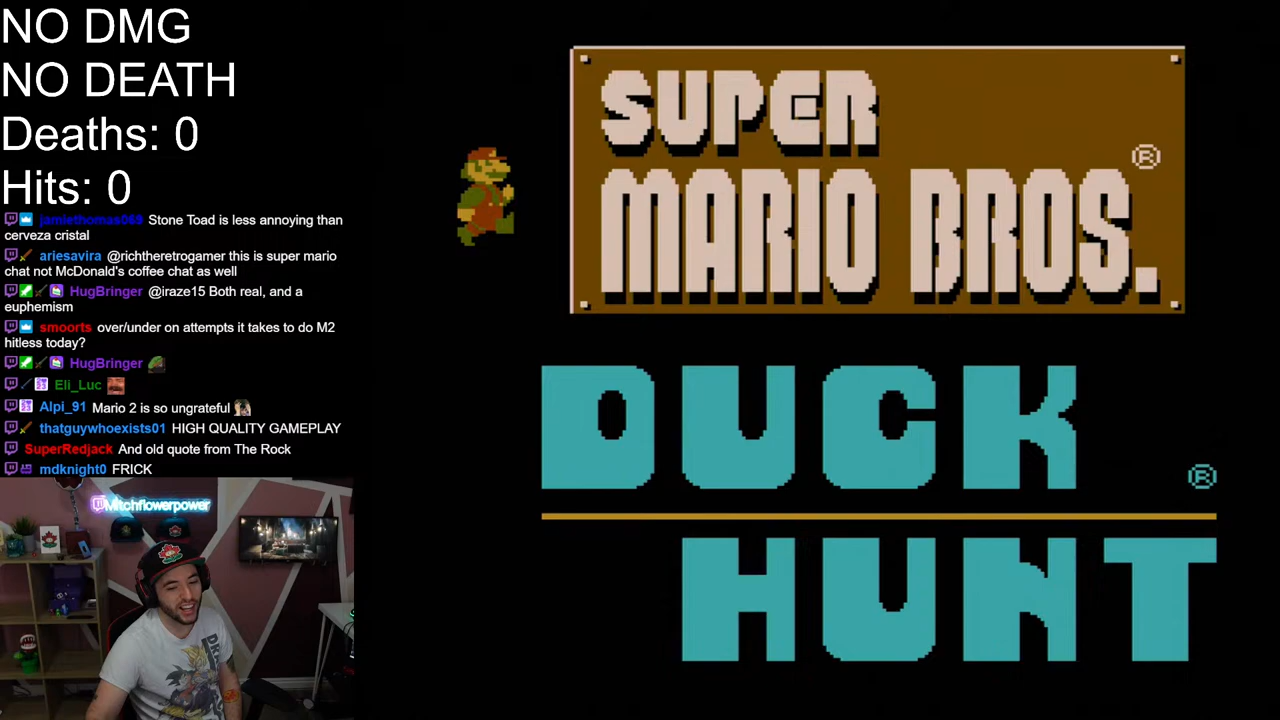 NO DMG
NO DEATH
Deaths: 0
Hits: 0
jamiethomas069 Stone Toad is less annoying than
cerveza cristal
ariesavira @richtheretrogamer this is super mario
chat not McDonald's coffee chat as well
HugBringer @iraze15 Both real, and a
euphemism
smoorts over/under on attempts it takes to do M2
hitless today?
HugBringer
Eli_Luc
Alpi_91 Mario 2 is so ungrateful
thatguywhoexists01 HIGH QUALITY GAMEPLAY
SuperRedjack And old quote from The Rock
mdknight0 FRICK
Mitchflowerpower
SUPER
MARIO BROS.®
DUCK ®
HUNT